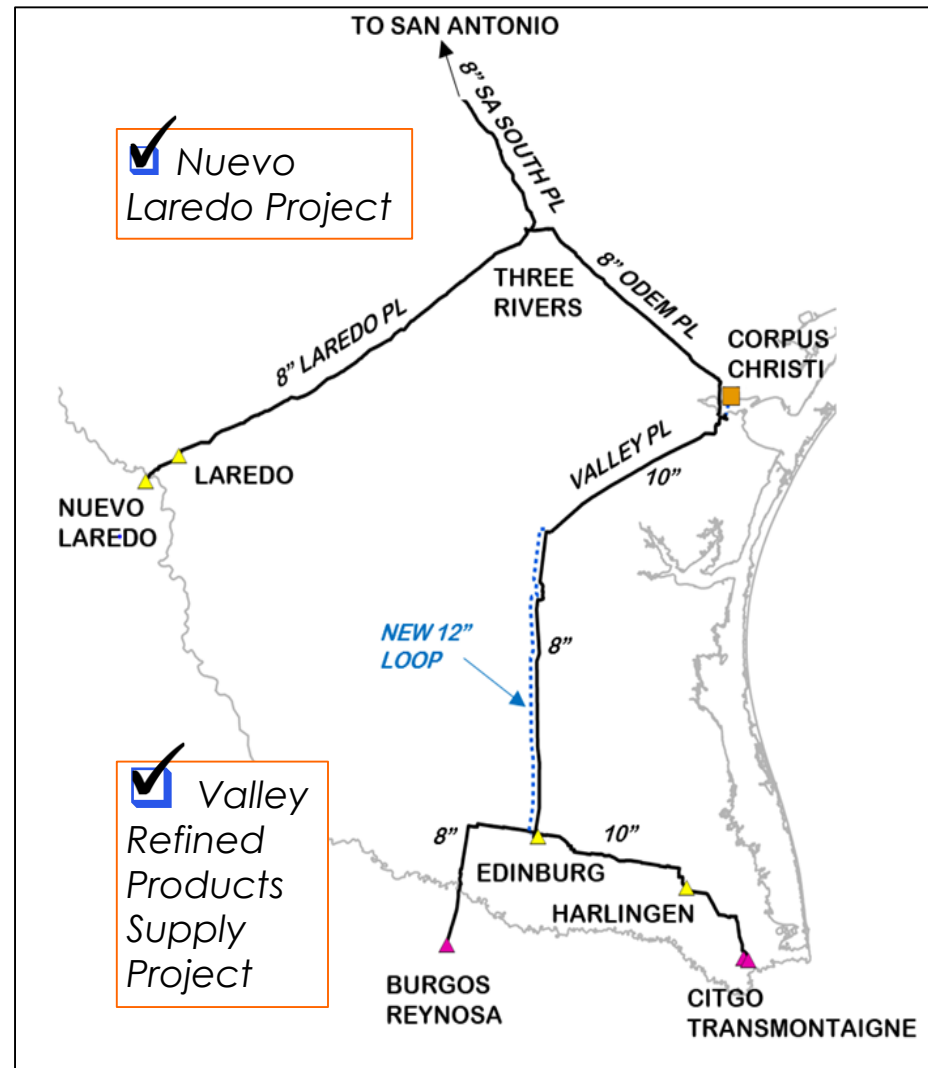 TO SAN ANTONIO
8” SA SOUTH PL
Nuevo
Laredo Project
THREE
RIVERS
8” ODEM PL
8” LAREDO PL
CORPUS
CHRISTI
VALLEY PL
10”
LAREDO
NUEVO
LAREDO
NEW 12”
LOOP
8”
Valley
Refined
Products
Supply
Project
8”
10”
EDINBURG
HARLINGEN
BURGOS
REYNOSA
CITGO
TRANSMONTAIGNE